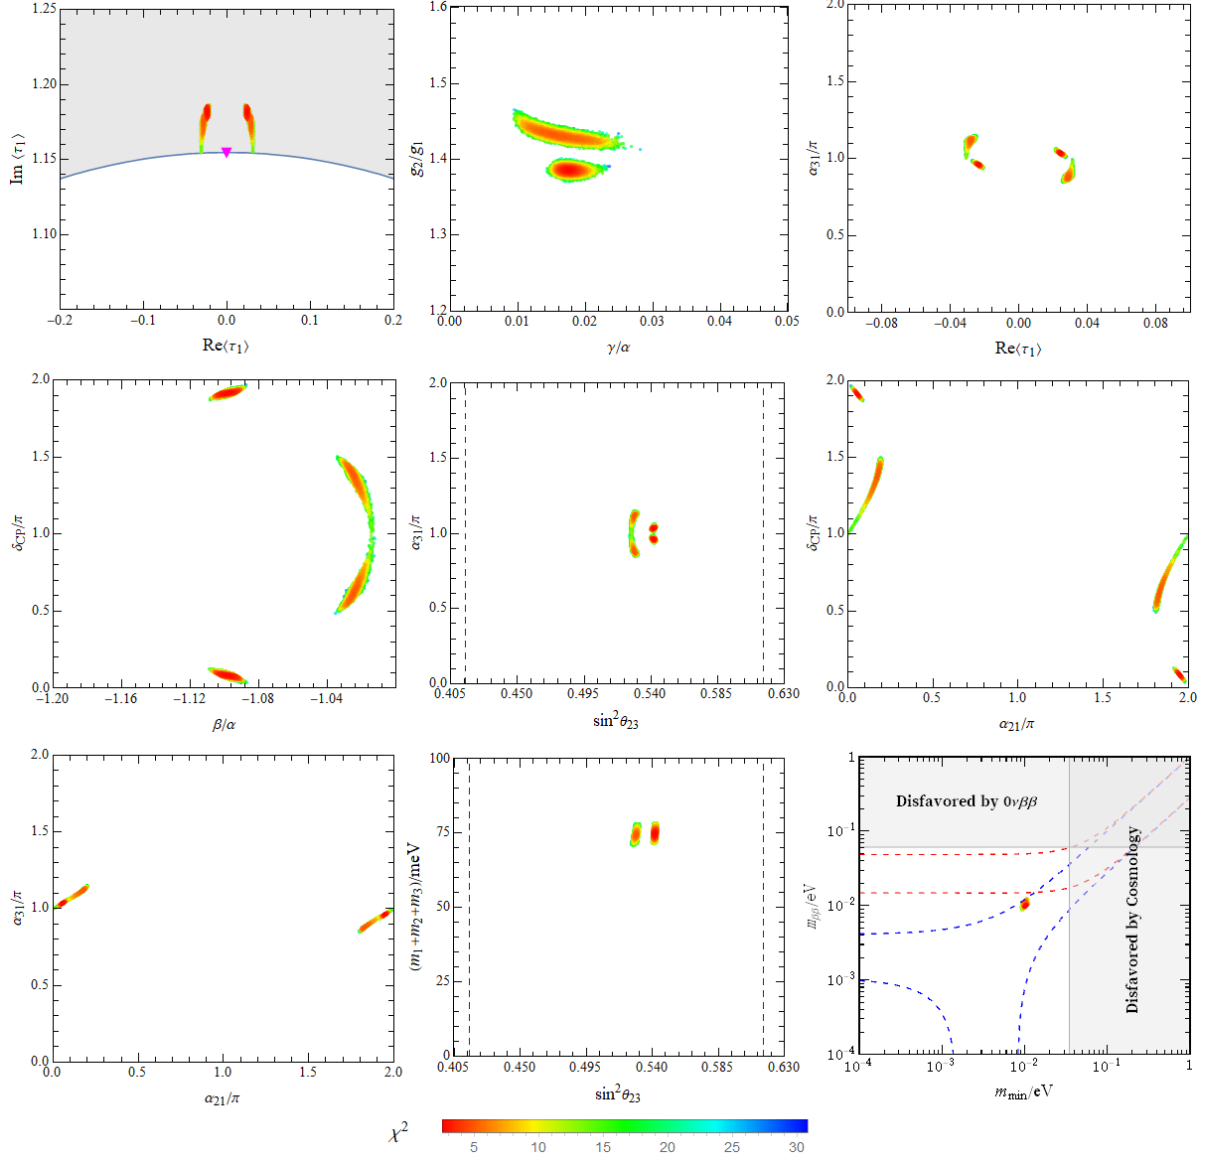 1.25
1.20
1.15
1.10
Im ⟨τ₁⟩
−0.2 −0.1 0.0 0.1 0.2
Re⟨τ₁⟩
1.6
1.5
1.4
1.3
1.2
g₂/g₁
0.00 0.01 0.02 0.03 0.04 0.05
γ/α
2.0
1.5
1.0
0.5
0.0
α₃₁/π
−0.08 −0.04 0.00 0.04 0.08
Re⟨τ₁⟩
2.0
1.5
1.0
0.5
0.0
δCP/π
−1.20 −1.16 −1.12 −1.08 −1.04
β/α
2.0
1.5
1.0
0.5
0.0
α₃₁/π
0.405 0.450 0.495 0.540 0.585 0.630
sin²θ₂₃
2.0
1.5
1.0
0.5
0.0
δCP/π
0.0 0.5 1.0 1.5 2.0
α₂₁/π
2.0
1.5
1.0
0.5
0.0
α₃₁/π
0.0 0.5 1.0 1.5 2.0
α₂₁/π
100
75
50
25
0
(m₁+m₂+m₃)/meV
0.405 0.450 0.495 0.540 0.585 0.630
sin²θ₂₃
1
10⁻¹
10⁻²
10⁻³
10⁻⁴
mββ/eV
Disfavored by 0νββ
Disfavored by Cosmology
10⁻⁴ 10⁻³ 10⁻² 10⁻¹ 1
mmin/eV
χ²
5 10 15 20 25 30